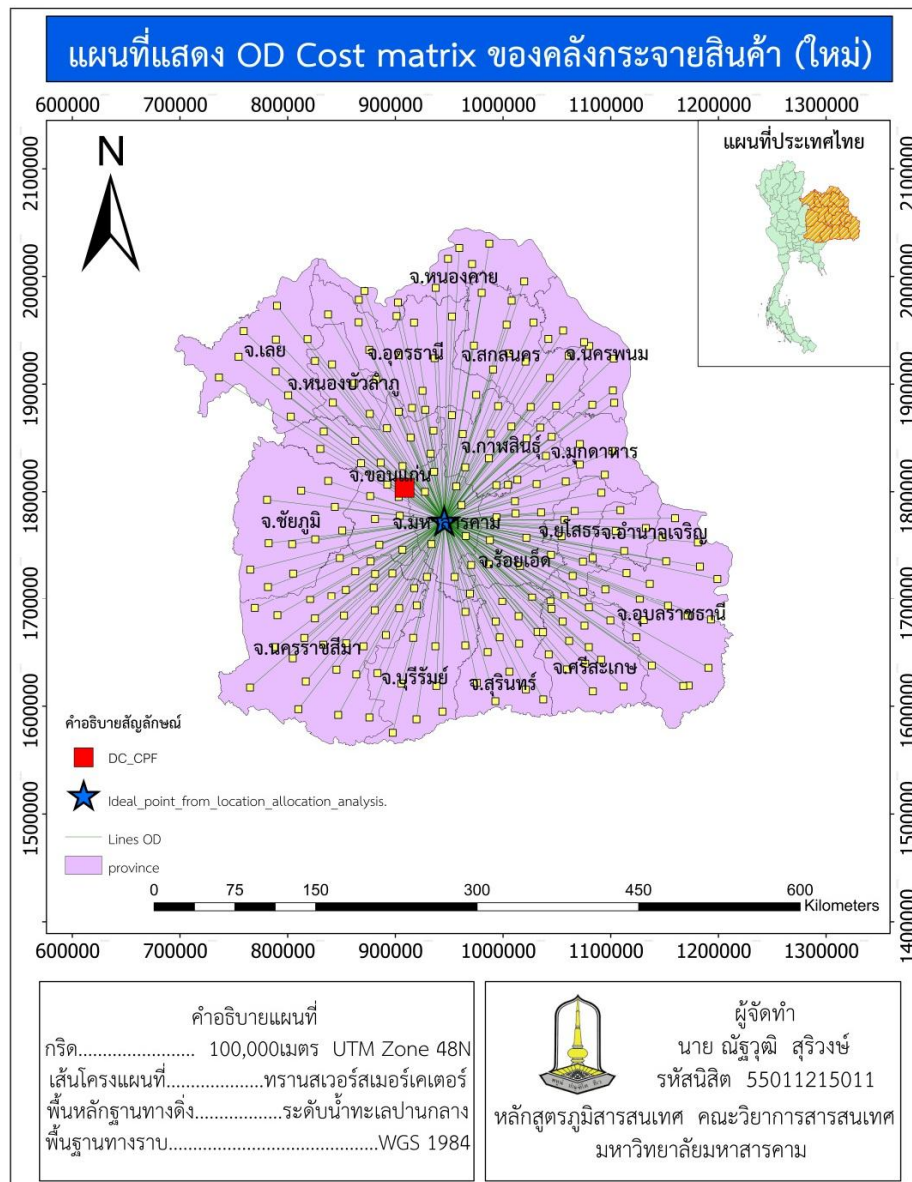 แผนที่แสดง OD Cost matrix ของคลังกระจายสินค้า (ใหม่)
600000 700000 800000 900000 1000000 1100000 1200000 1300000
N
แผนที่ประเทศไทย
2100000 2100000
2000000 2000000
1900000 1900000
1800000 1800000
1700000 1700000
1600000 1600000
1500000 1500000
1400000
จ.หนองคาย
จ.เลย จ.อุดรธานี จ.สกลนคร จ.นครพนม
จ.หนองบัวลำภู
จ.กาฬสินธุ์ จ.มุกดาหาร
จ.ขอนแก่น
จ.ชัยภูมิ จ.มหาสารคาม จ.ยโสธร จ.อำนาจเจริญ
จ.ร้อยเอ็ด
จ.อุบลราชธานี
จ.นครราชสีมา
จ.บุรีรัมย์ จ.สุรินทร์ จ.ศรีสะเกษ
คำอธิบายสัญลักษณ์
DC_CPF
Ideal_point_from_location_allocation_analysis.
Lines OD
province
0 75 150 300 450 600
Kilometers
600000 700000 800000 900000 1000000 1100000 1200000 1300000
คำอธิบายแผนที่
กริด....................... 100,000เมตร UTM Zone 48N
เส้นโครงแผนที่................ทรานสเวอร์สเมอร์เคเตอร์
พื้นหลักฐานทางดิ่ง.................ระดับน้ำทะเลปานกลาง
พื้นฐานทางราบ..........................................WGS 1984
ผู้จัดทำ
นาย ณัฐวุฒิ สุริวงษ์
รหัสนิสิต 55011215011
หลักสูตรภูมิสารสนเทศ คณะวิยาการสารสนเทศ
มหาวิทยาลัยมหาสารคาม